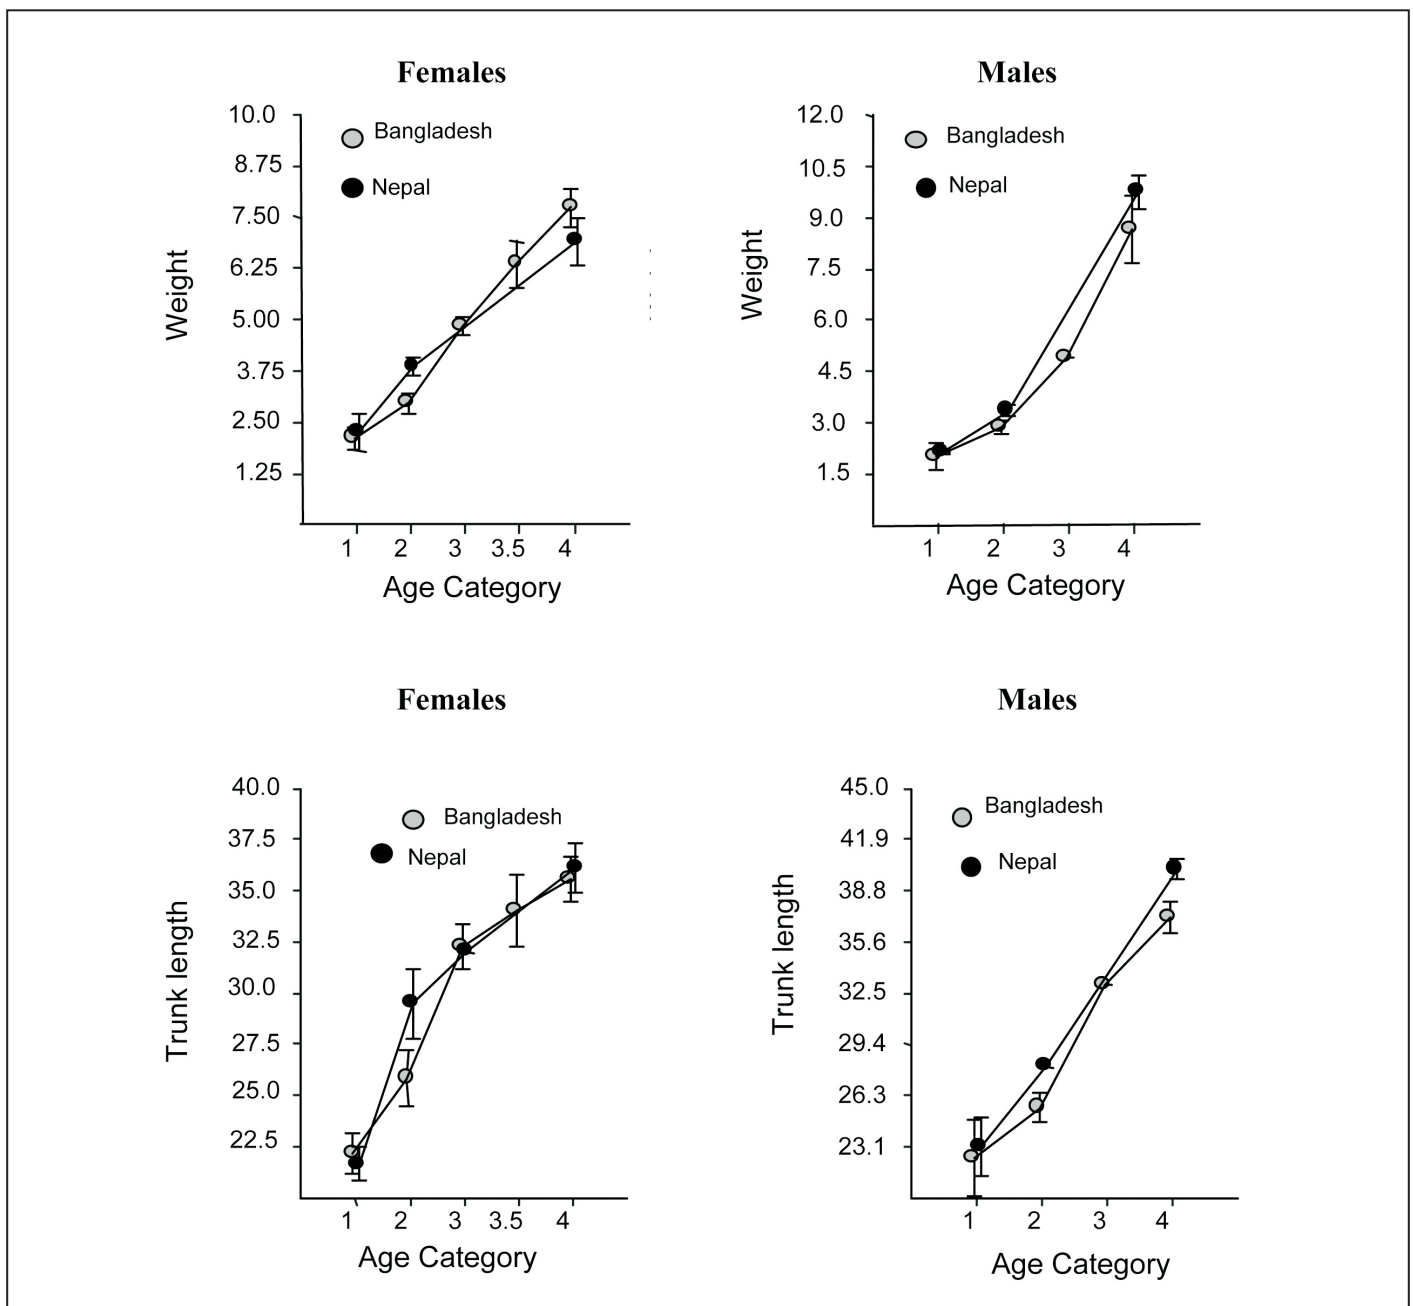 Females
10.0
8.75
7.50
6.25
5.00
3.75
2.50
1.25
Weight
Bangladesh
Nepal
1 2 3 3.5 4
Age Category
Males
12.0
10.5
9.0
7.5
6.0
4.5
3.0
1.5
Weight
Bangladesh
Nepal
1 2 3 4
Age Category
Females
40.0
37.5
35.0
32.5
30.0
27.5
25.0
22.5
Trunk length
Bangladesh
Nepal
1 2 3 3.5 4
Age Category
Males
45.0
41.9
38.8
35.6
32.5
29.4
26.3
23.1
Trunk length
Bangladesh
Nepal
1 2 3 4
Age Category